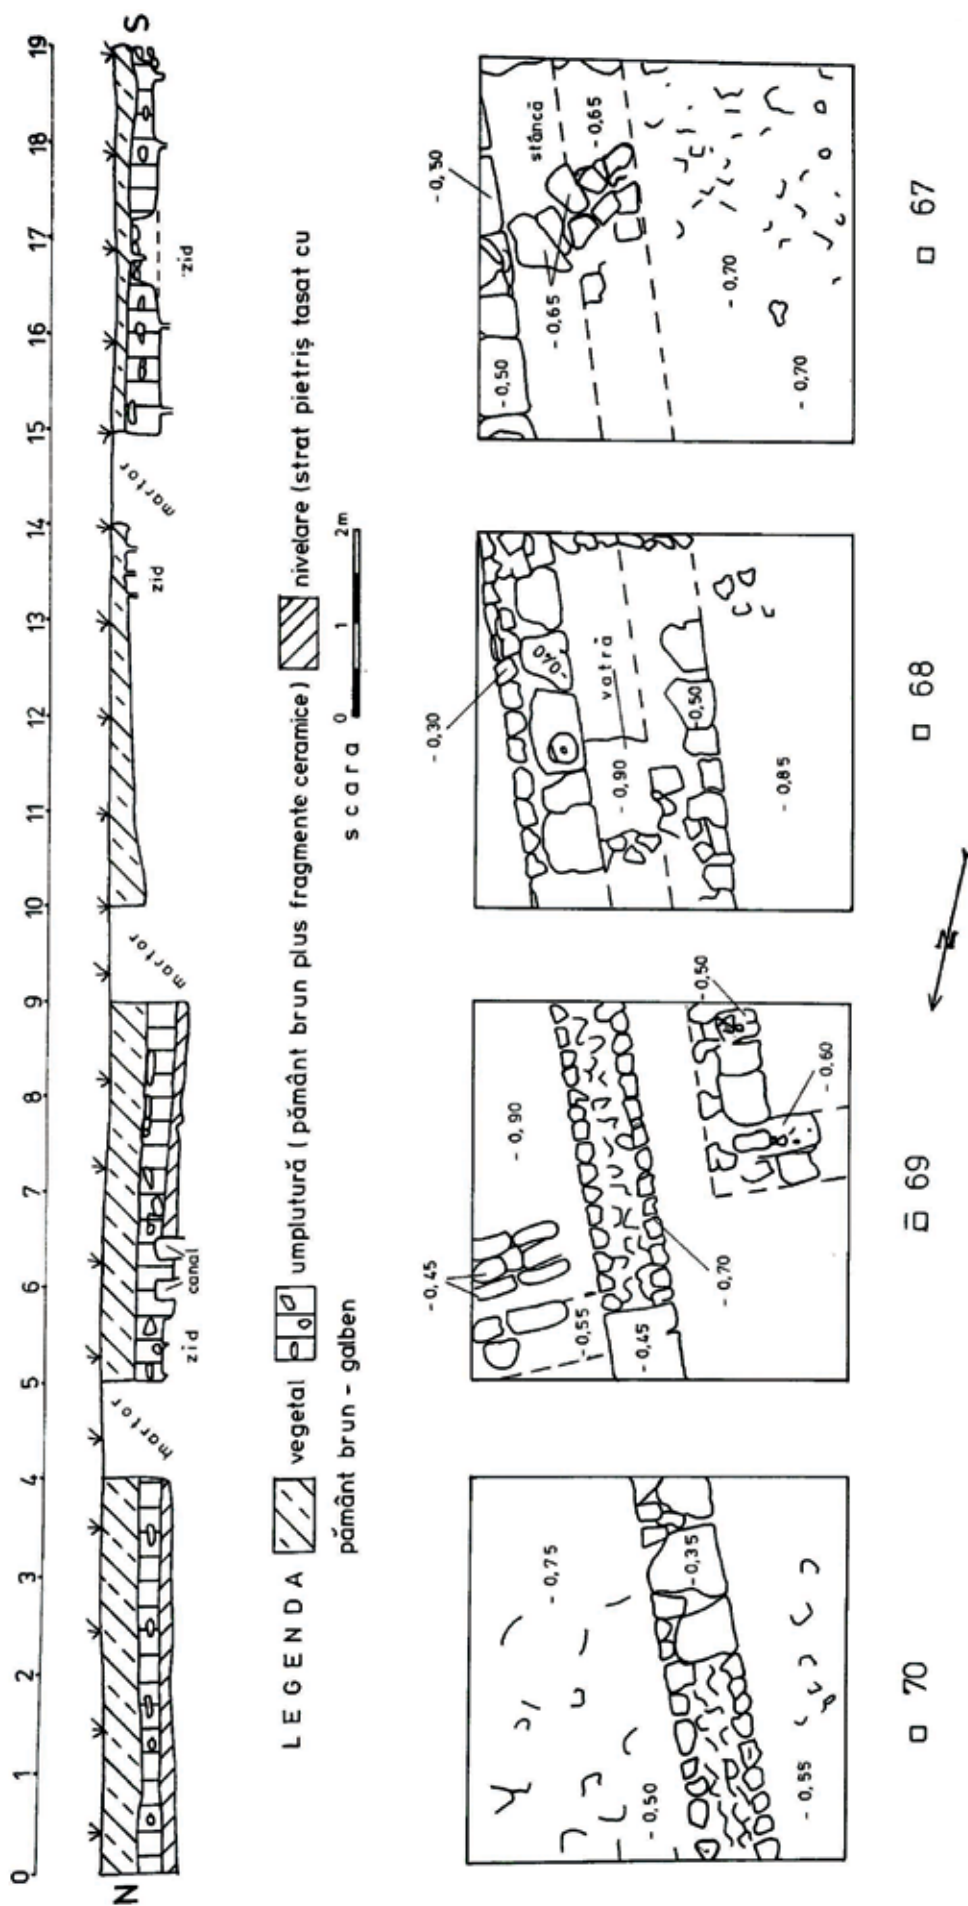 0 1 2 3 4 5 6 7 8 9 10 11 12 13 14 15 16 17 18 19
N martor zid canal martor zid martor zid S
LEGENDA vegetal umplutură ( pământ brun plus fragmente ceramice ) nivelare ( strat pietriș tasat cu
pământ brun - galben
scara 0 1 2m
-0,75
-0,50
-0,35
-0,55
-0,45
-0,90
-0,55
-0,45
-0,70
-0,50
-0,60
-0,30
-0,40
vatră
-0,90
-0,50
-0,85
-0,50
-0,50
stâncă
-0,65
-0,65
-0,70
-0,70
N
70 69 68 67